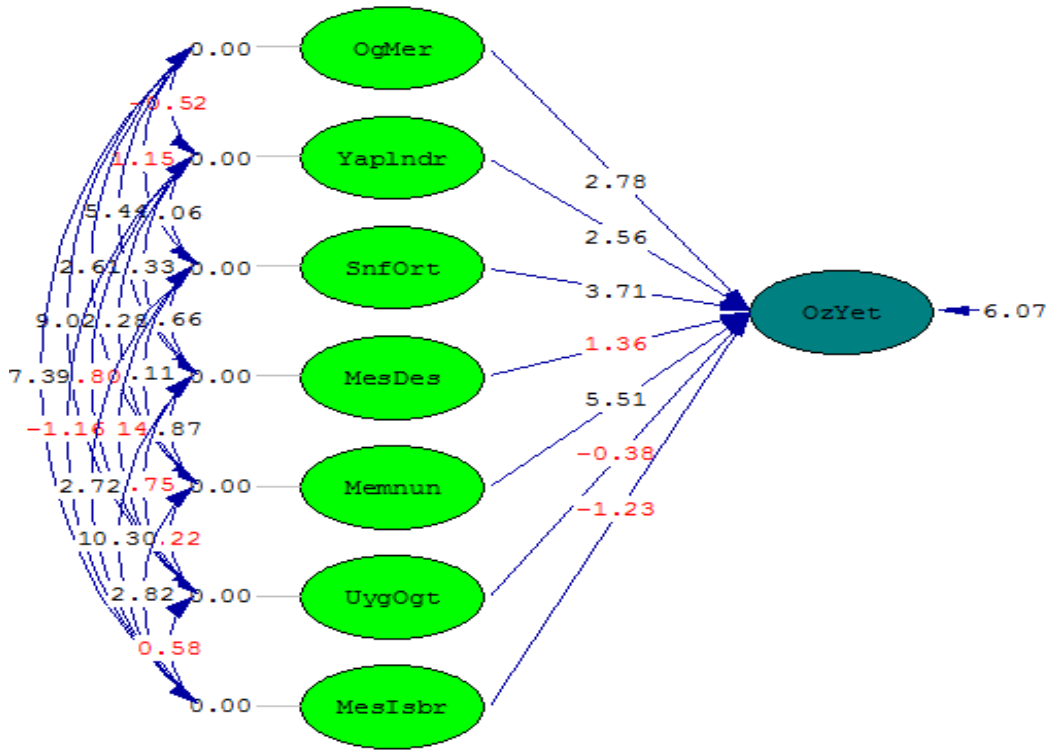 0.00 OgMer
-0.52
1.15 0.00 Yaplndr
2.78
5.44 .06
2.56
2.61 .33 0.00 SnfOrt
3.71
OzYet 6.07
9.02 .28 .66
1.36
7.39 .80 .11 0.00 MesDes
5.51
-1.16 14 .87
-0.38
2.72 .75 0.00 Memnun
-1.23
10.30 .22
2.82 0.00 UygOgt
0.58
0.00 MesIsbr